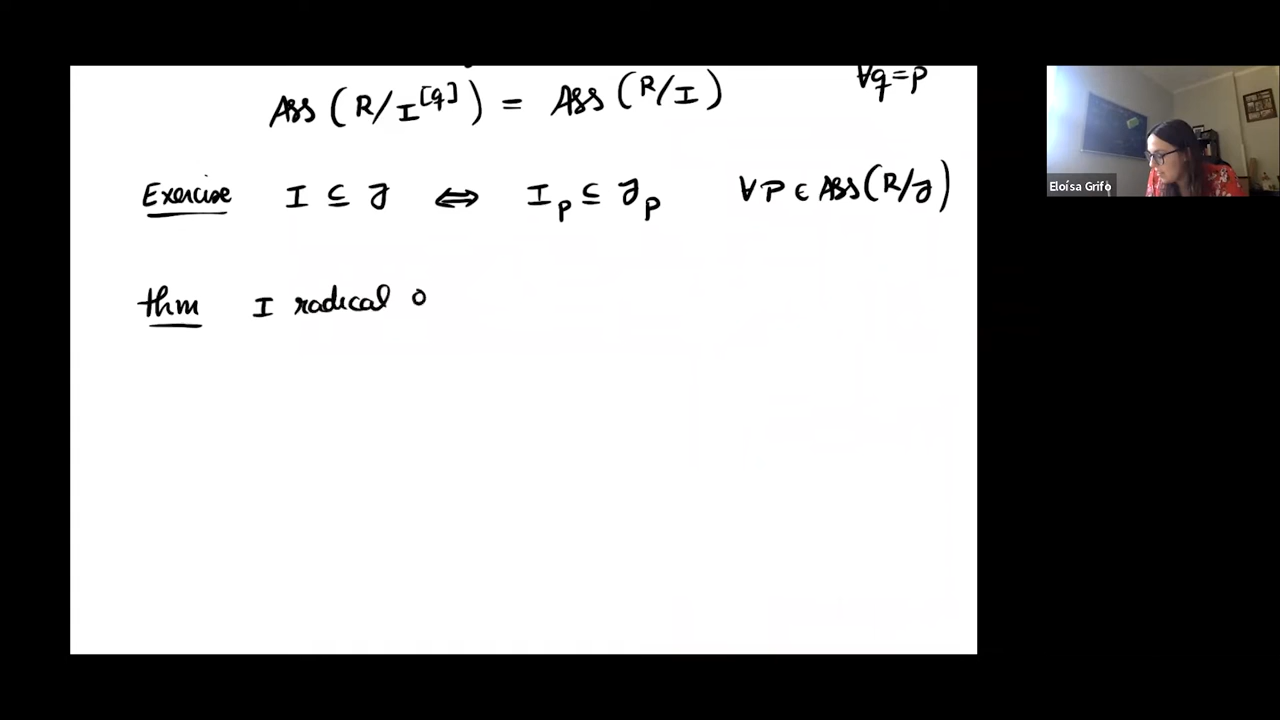 Ass (R/I^[q]) = Ass (R/I) ∀q=p
Exercise I ⊆ J ⇔ I_P ⊆ J_P ∀P ∈ Ass(R/J)
thm I radical o
Eloísa Grifo